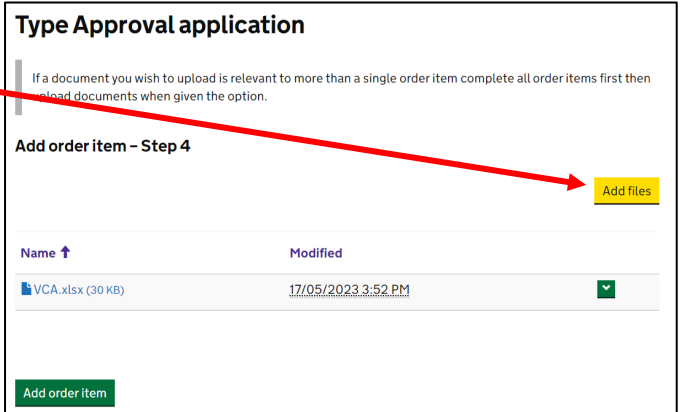 Type Approval application
If a document you wish to upload is relevant to more than a single order item complete all order items first then
upload documents when given the option.
Add order item – Step 4
Add files
Name ↑ Modified
VCA.xlsx (30 KB) 17/05/2023 3:52 PM
Add order item